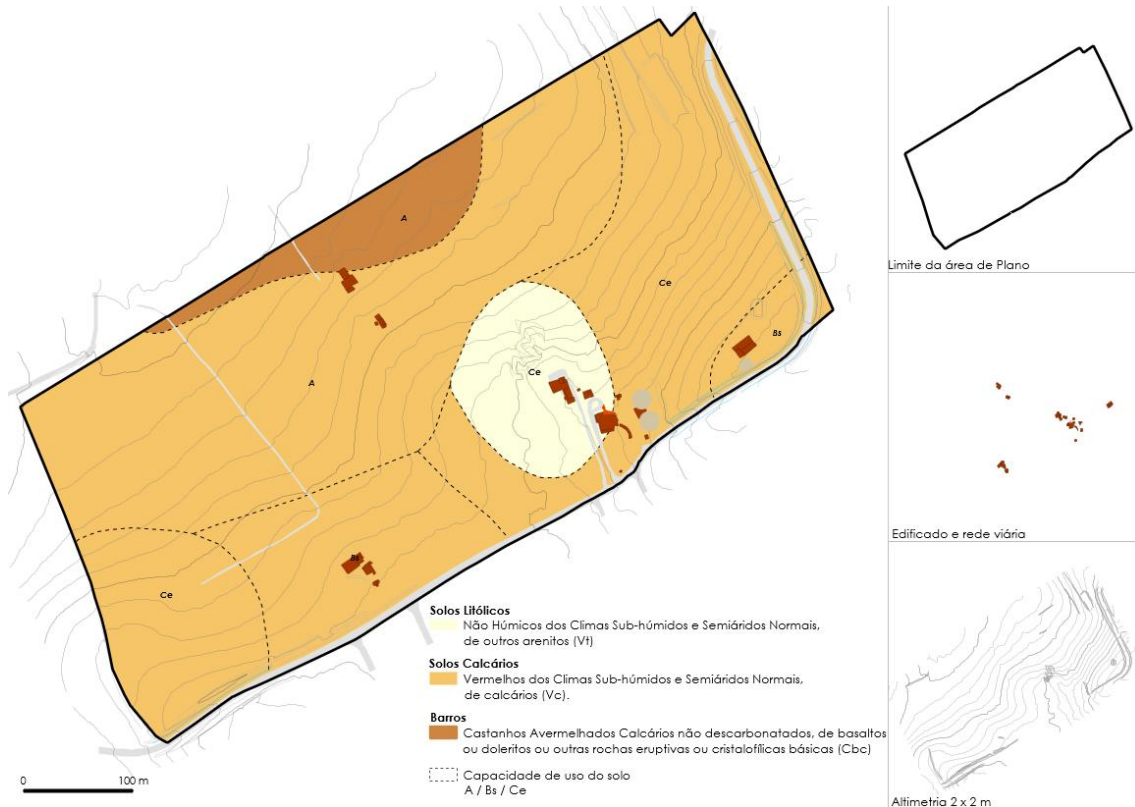 A
Ce
Bs
Ce
A
Bs
Ce
Solos Litólicos
Não Húmicos dos Climas Sub-húmidos e Semiáridos Normais,
de outros arenitos (Vt)
Solos Calcários
Vermelhos dos Climas Sub-húmidos e Semiáridos Normais,
de calcários (Vc).
Barros
Castanhos Avermelhados Calcários não descarbonatados, de basaltos
ou doleritos ou outras rochas eruptivas ou cristalofílicas básicas (Cbc)
Capacidade de uso do solo
A / Bs / Ce
0 100 m
Limite da área de Plano
Edificado e rede viária
Altimetria 2 x 2 m